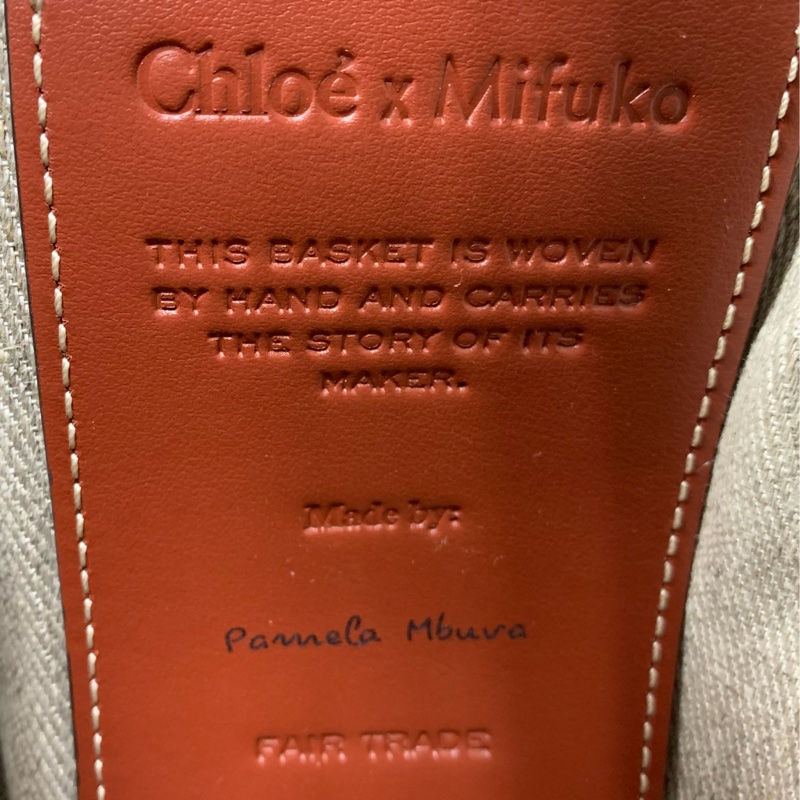 Chloé x Mifuko
THIS BASKET IS WOVEN
BY HAND AND CARRIES
THE STORY OF ITS
MAKER.
Made by:
Pamela Mbuva
FAIR TRADE